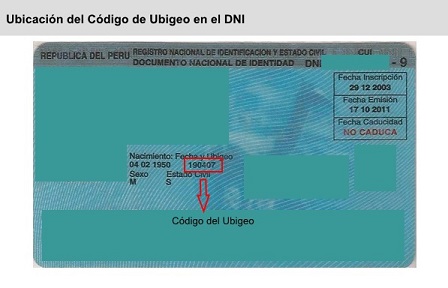 Ubicación del Código de Ubigeo en el DNI
REPUBLICA DEL PERU REGISTRO NACIONAL DE IDENTIFICACION Y ESTADO CIVIL CUI
DOCUMENTO NACIONAL DE IDENTIDAD DNI - 9
Fecha Inscripción
29 12 2003
Fecha Emisión
17 10 2011
Fecha Caducidad
NO CADUCA
Nacimiento: Fecha y Ubigeo
04 02 1950 190407
Sexo Estado Civil
M S
Código del Ubigeo